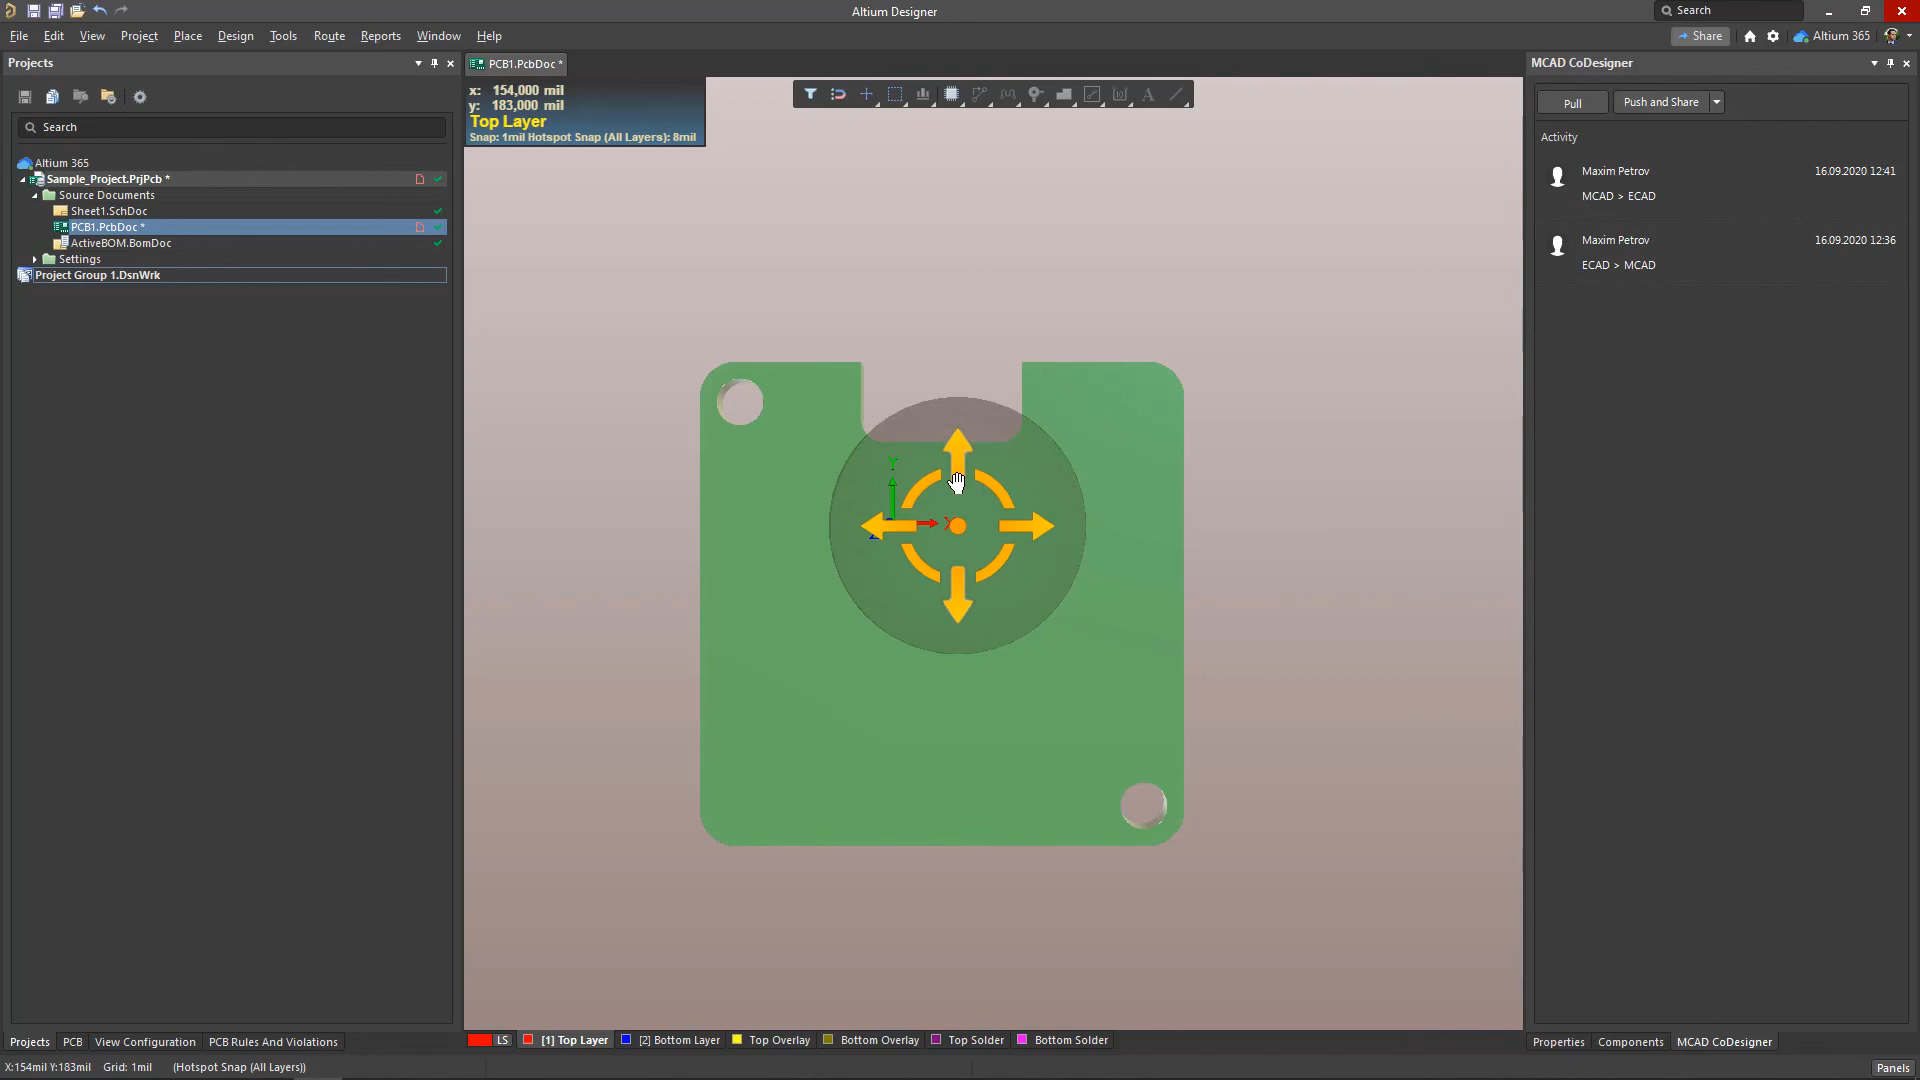 Altium Designer
Search
File Edit View Project Place Design Tools Route Reports Window Help
Share Altium 365
Projects
PCB1.PcbDoc *
MCAD CoDesigner
x: 154,000 mil
y: 183,000 mil
Top Layer
Snap: 1mil Hotspot Snap (All Layers): 8mil
Pull Push and Share
Search
Activity
Altium 365
Sample_Project.PrjPcb *
Source Documents
Sheet1.SchDoc
PCB1.PcbDoc *
ActiveBOM.BomDoc
Settings
Project Group 1.DsnWrk
Maxim Petrov 16.09.2020 12:41
MCAD > ECAD
Maxim Petrov 16.09.2020 12:36
ECAD > MCAD
Y
X
Projects PCB View Configuration PCB Rules And Violations
LS [1] Top Layer [2] Bottom Layer Top Overlay Bottom Overlay Top Solder Bottom Solder
Properties Components MCAD CoDesigner
X:154mil Y:183mil Grid: 1mil (Hotspot Snap (All Layers))
Panels